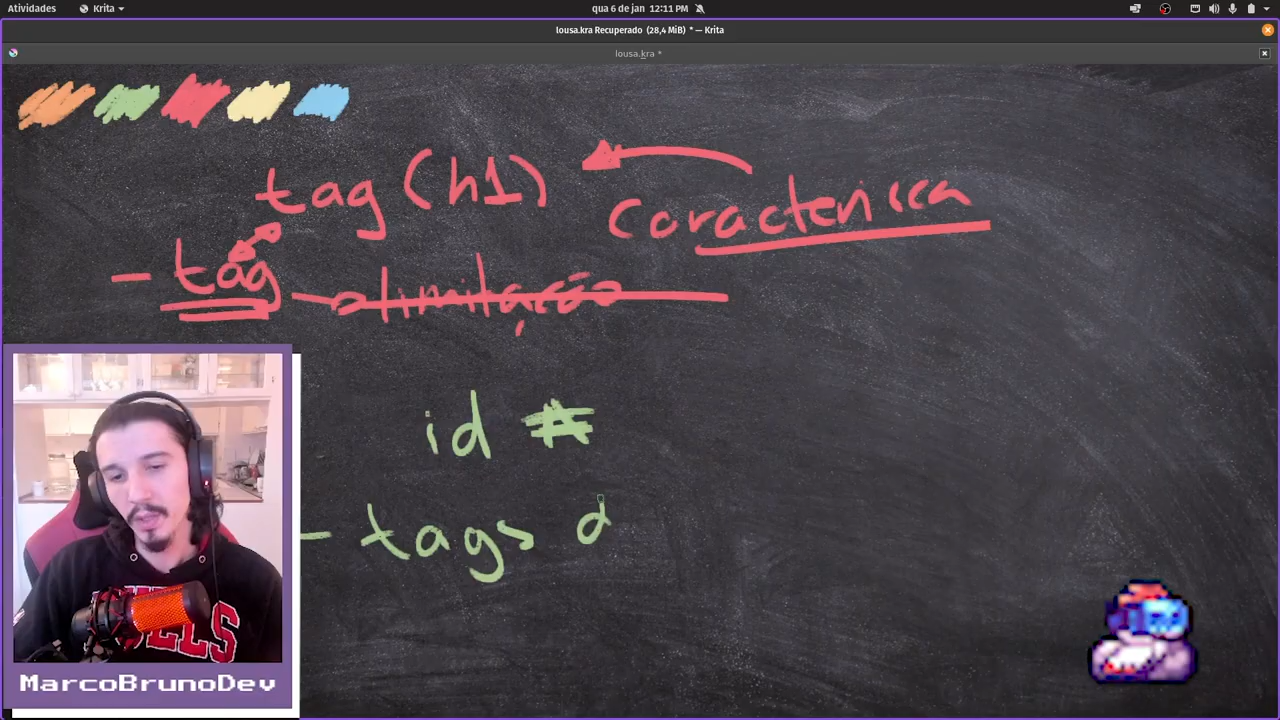 Atividades Krita qua 6 de jan 12:11 PM
lousa.kra Recuperado (28,4 MiB) * — Krita
lousa.kra *
tag (h1)
- tag
id #
- tags d
BULLS
MarcoBrunoDev